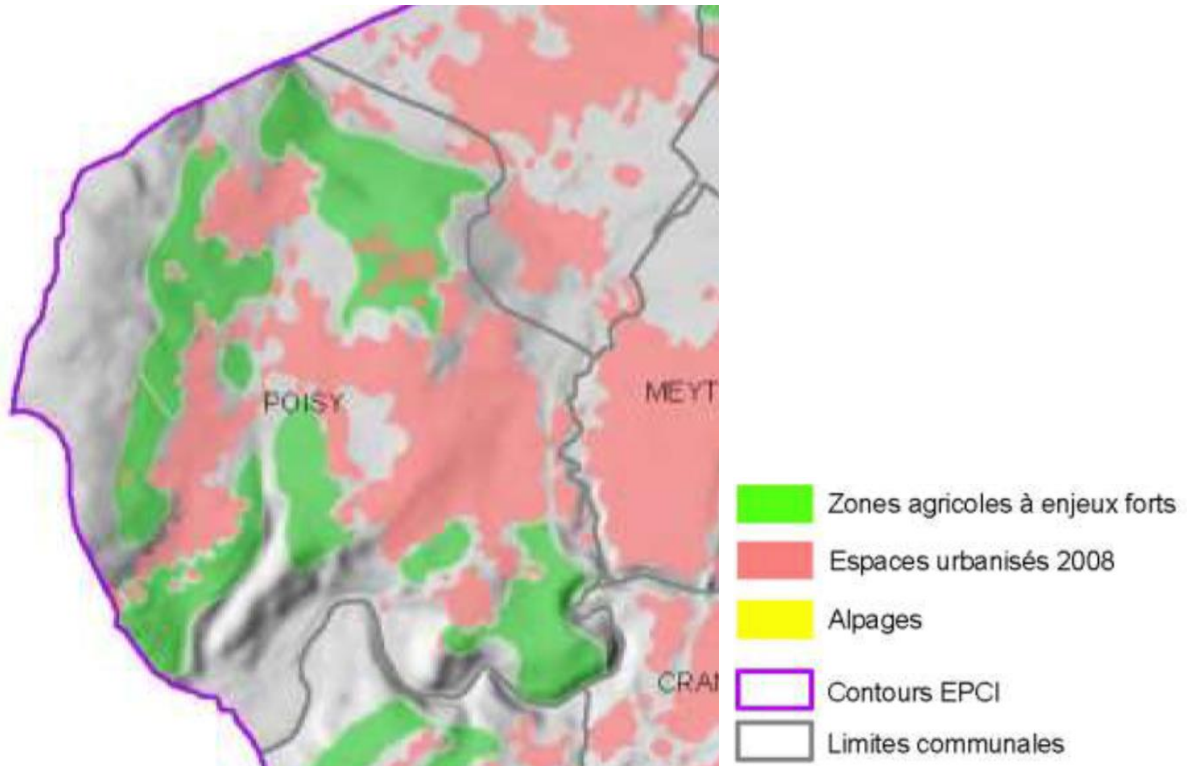 POISY
MEYT
CRAN
Zones agricoles à enjeux forts
Espaces urbanisés 2008
Alpages
Contours EPCI
Limites communales